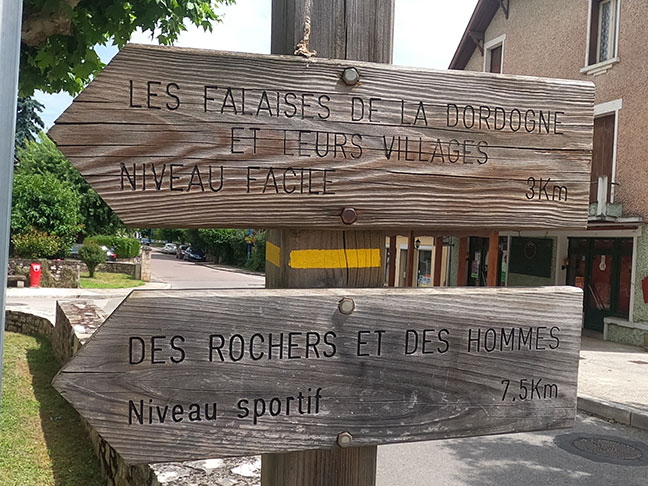 LES FALAISES DE LA DORDOGNE
ET LEURS VILLAGES
NIVEAU FACILE 3Km
DES ROCHERS ET DES HOMMES
Niveau sportif 7,5Km